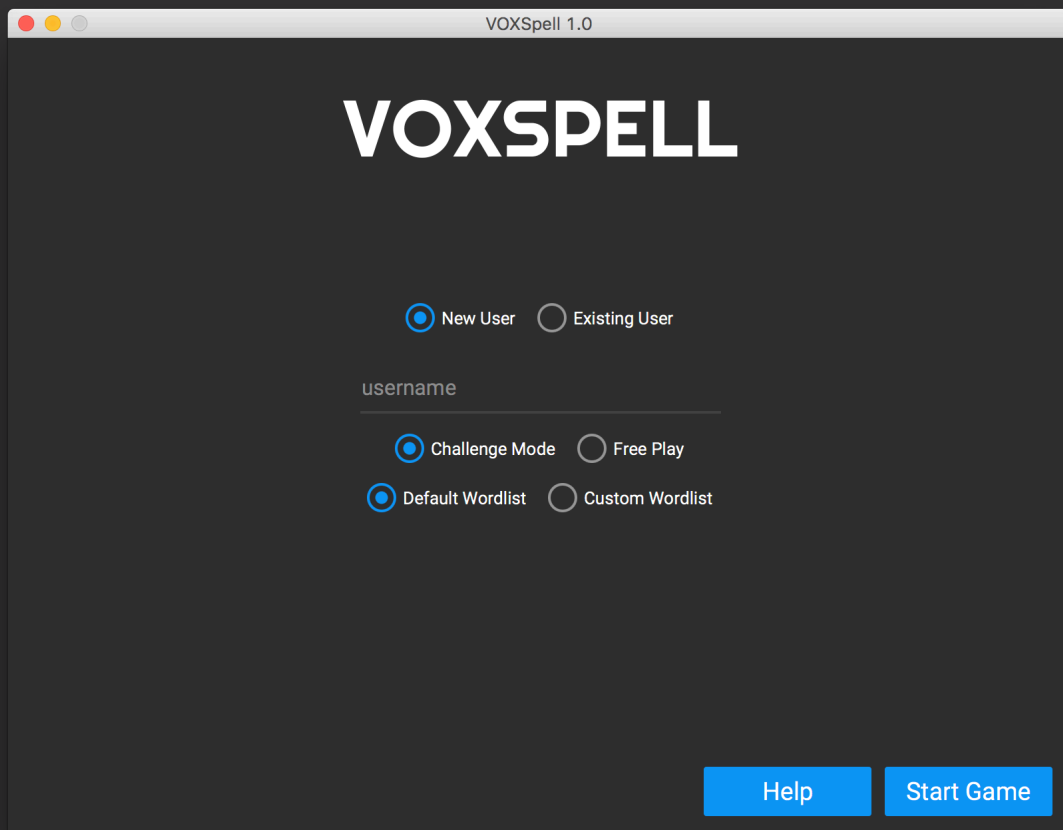 VOXSpell 1.0
VOXSPELL
New User Existing User
username
Challenge Mode Free Play
Default Wordlist Custom Wordlist
Help Start Game